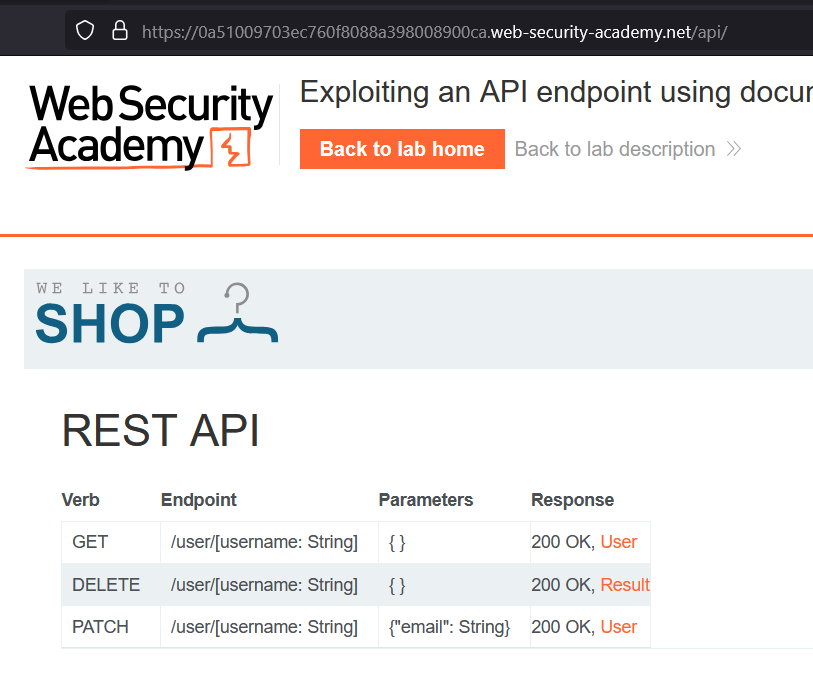 https://0a51009703ec760f8088a398008900ca.web-security-academy.net/api/
WebSecurity
Academy
Exploiting an API endpoint using docu
Back to lab home
Back to lab description
WE LIKE TO
SHOP
REST API
Verb Endpoint Parameters Response
GET /user/[username: String] { } 200 OK, User
DELETE /user/[username: String] { } 200 OK, Result
PATCH /user/[username: String] {"email": String} 200 OK, User